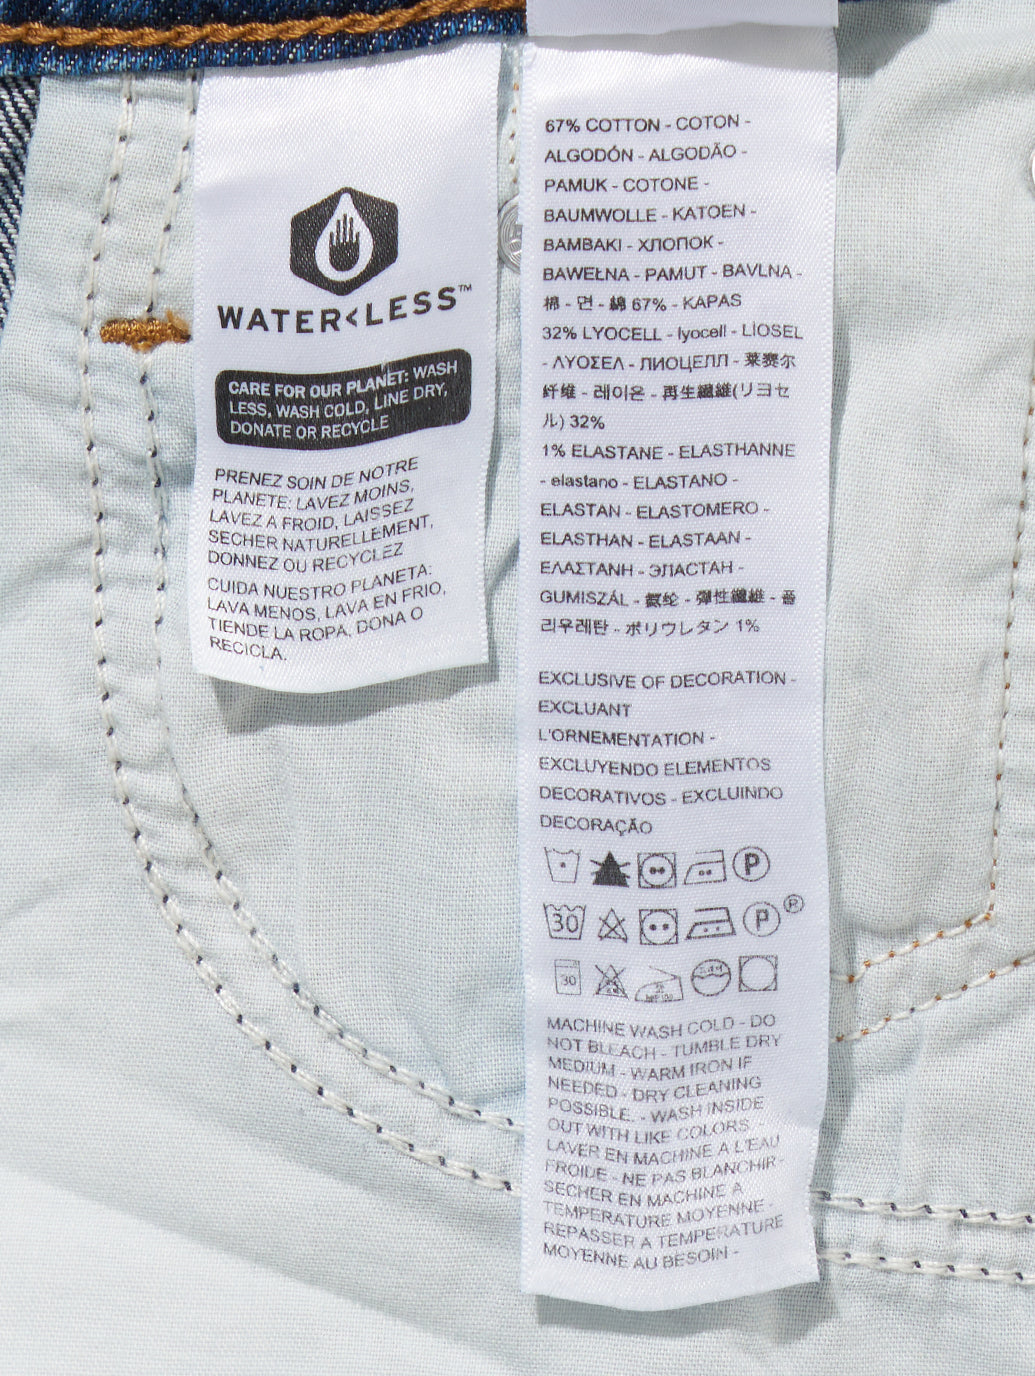 WATER<LESS™
CARE FOR OUR PLANET: WASH
LESS, WASH COLD, LINE DRY,
DONATE OR RECYCLE
PRENEZ SOIN DE NOTRE
PLANETE: LAVEZ MOINS,
LAVEZ A FROID, LAISSEZ
SECHER NATURELLEMENT,
DONNEZ OU RECYCLEZ
CUIDA NUESTRO PLANETA:
LAVA MENOS, LAVA EN FRIO,
TIENDE LA ROPA, DONA O
RECICLA.
67% COTTON - COTON -
ALGODÓN - ALGODÃO -
PAMUK - COTONE -
BAUMWOLLE - KATOEN -
BAMBAKI - ХЛОПОК -
BAWEŁNA - PAMUT - BAVLNA -
棉 - 면 - 綿 67% - KAPAS
32% LYOCELL - lyocell - LİOSEL
- ΛΥΟΣΕΛ - ЛИОЦЕЛЛ - 莱赛尔
纤维 - 레이온 - 再生繊維(リヨセ
ル) 32%
1% ELASTANE - ELASTHANNE
- elastano - ELASTANO -
ELASTAN - ELASTOMERO -
ELASTHAN - ELASTAAN -
ΕΛΑΣΤΑΝΗ - ЭЛАСТАН -
GUMISZÁL - 氨纶 - 彈性纖維 - 폴
리우레탄 - ポリウレタン 1%
EXCLUSIVE OF DECORATION -
EXCLUANT
L'ORNEMENTATION -
EXCLUYENDO ELEMENTOS
DECORATIVOS - EXCLUINDO
DECORAÇÃO
P
30 P ®
30
MACHINE WASH COLD - DO
NOT BLEACH - TUMBLE DRY
MEDIUM - WARM IRON IF
NEEDED - DRY CLEANING
POSSIBLE. - WASH INSIDE
OUT WITH LIKE COLORS. -
LAVER EN MACHINE A L'EAU
FROIDE - NE PAS BLANCHIR -
SECHER EN MACHINE A
TEMPERATURE MOYENNE -
REPASSER A TEMPERATURE
MOYENNE AU BESOIN -